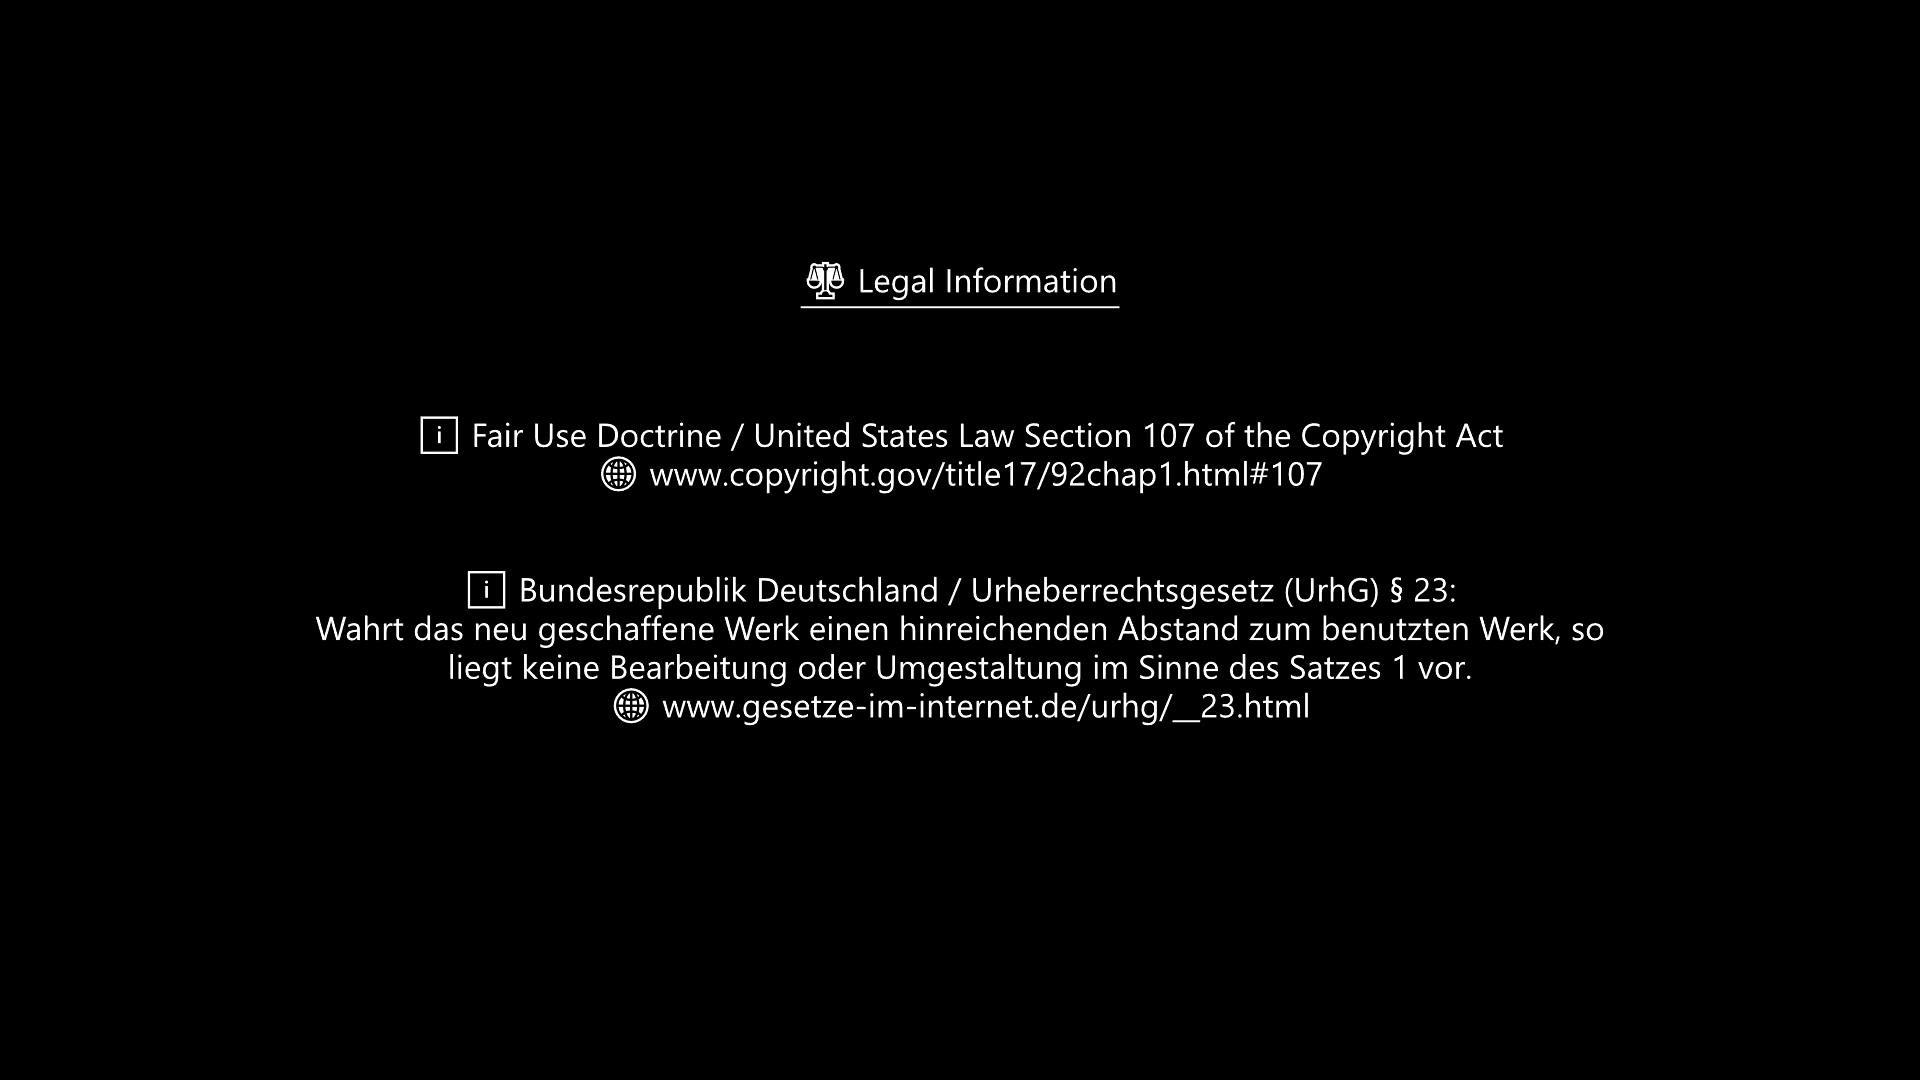 ⚖ Legal Information
ℹ Fair Use Doctrine / United States Law Section 107 of the Copyright Act
🌐 www.copyright.gov/title17/92chap1.html#107
ℹ Bundesrepublik Deutschland / Urheberrechtsgesetz (UrhG) § 23:
Wahrt das neu geschaffene Werk einen hinreichenden Abstand zum benutzten Werk, so
liegt keine Bearbeitung oder Umgestaltung im Sinne des Satzes 1 vor.
🌐 www.gesetze-im-internet.de/urhg/__23.html